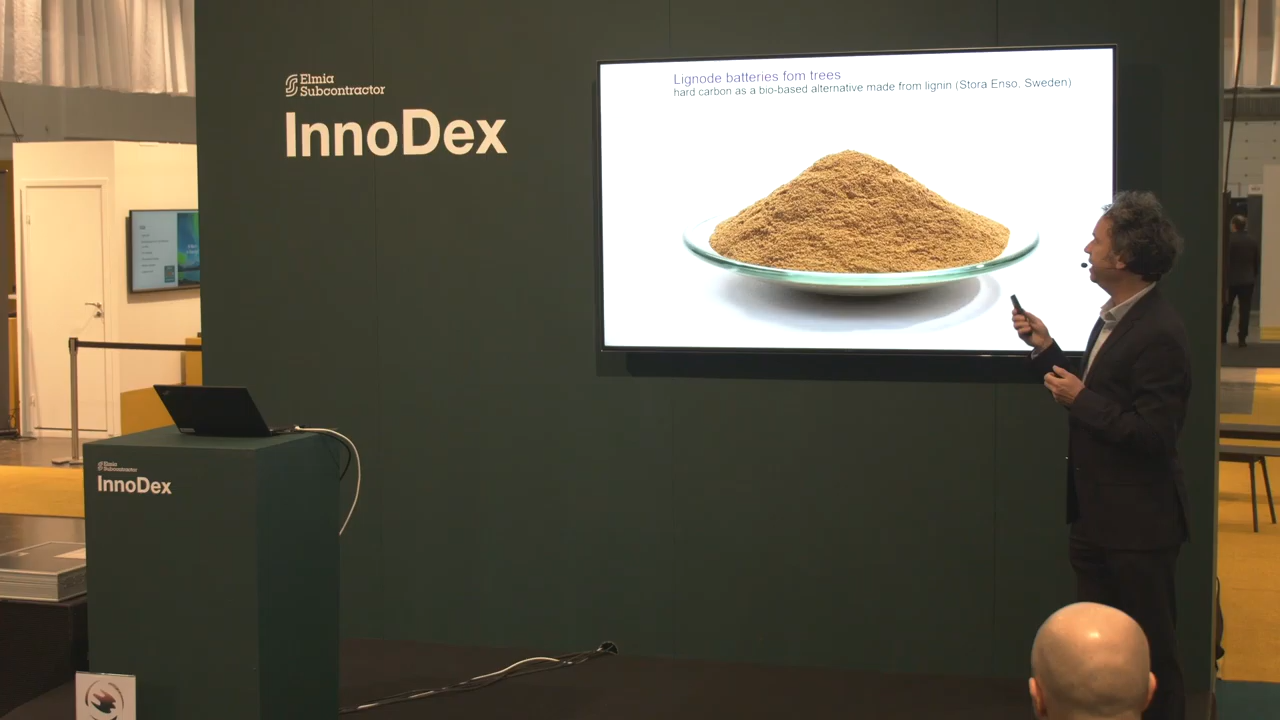 Elmia
Subcontractor
InnoDex
Lignode batteries fom trees
hard carbon as a bio-based alternative made from lignin (Stora Enso, Sweden)
Elmia
Subcontractor
InnoDex